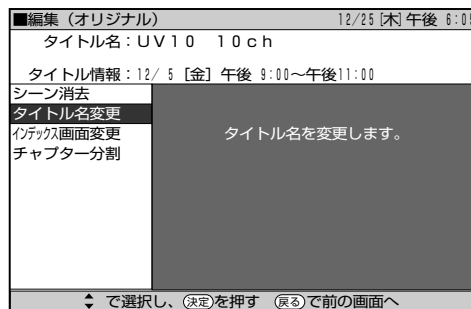 ■編集（オリジナル） 12/25[木]午後 6:05
タイトル名：UV10 10ch
タイトル情報：12/ 5 [金] 午後 9:00～午後11:00
シーン消去
タイトル名変更
インデックス画面変更
チャプター分割
タイトル名を変更します。
で選択し、決定を押す 戻るで前の画面へ